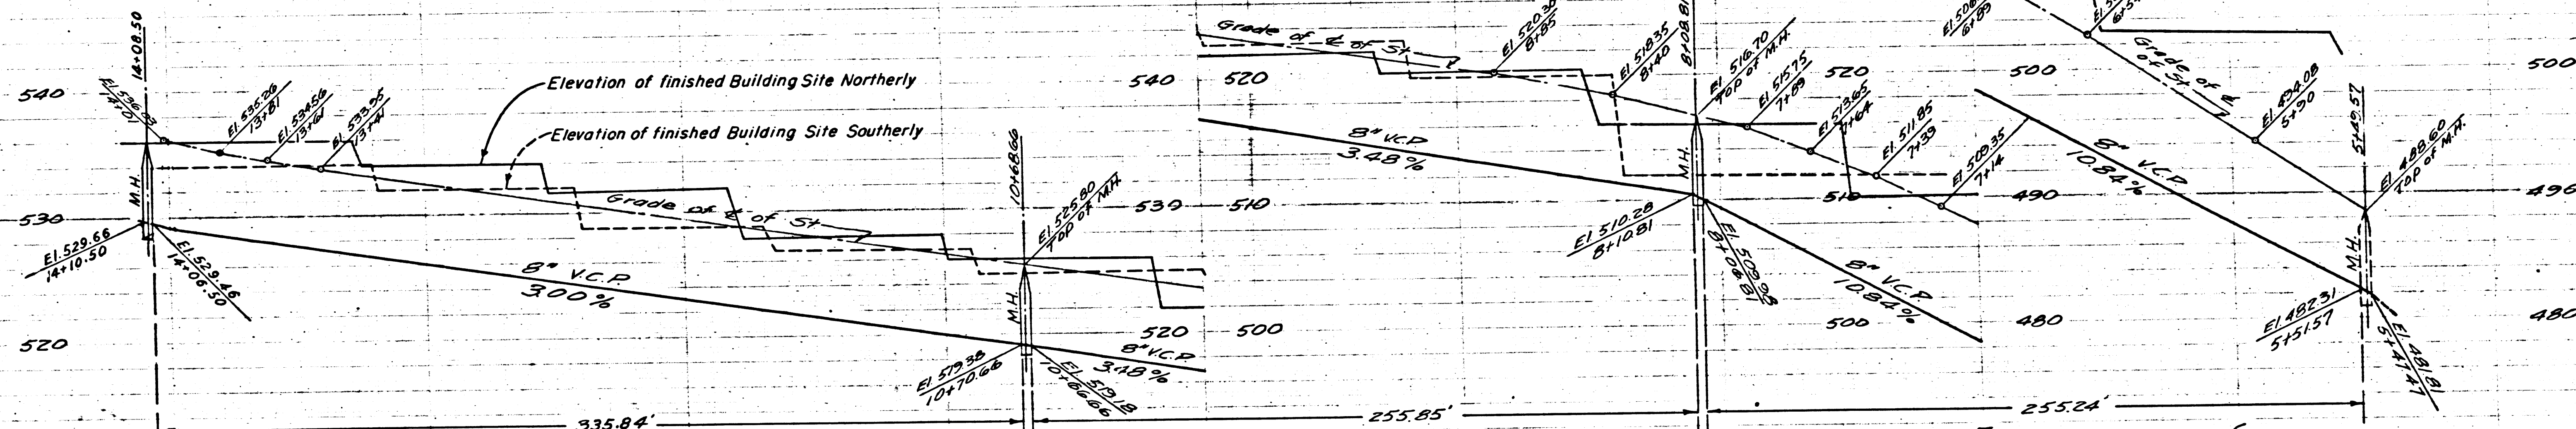 14+08.50
540
El. 536.03
14+01
El. 535.26
13+81
El. 534.56
13+61
El. 533.95
13+41
Elevation of finished Building Site Northerly
Elevation of finished Building Site Southerly
M.H.
530
El. 529.66
14+10.50
El. 529.46
14+06.50
8" V.C.P.
3.00%
Grade of ℄ of St.
520
335.84'
10+68.66
El. 525.80
Top of M.H.
M.H.
El. 519.38
10+70.66
El. 519.18
10+66.66
8" V.C.P.
3.48%
540 520
530 510
520 500
Grade of ℄ of St.
El. 520.30
8+85
El. 518.35
8+40
8+08.81
El. 516.70
Top of M.H.
El. 515.75
7+89
El. 513.65
7+64
El. 511.85
7+39
El. 509.35
7+14
8" V.C.P.
3.48%
M.H.
El. 510.28
8+10.81
El. 509.98
8+06.81
8" V.C.P.
10.84%
255.85'
520 500
510 490
500 480
6+89
Grade of ℄
of St.
El. 494.08
5+90
5+49.57
El. 488.60
Top of M.H.
8" V.C.P.
10.84%
M.H.
El. 482.31
5+51.57
El. 481.81
5+47.47
255.24'
500
496
480